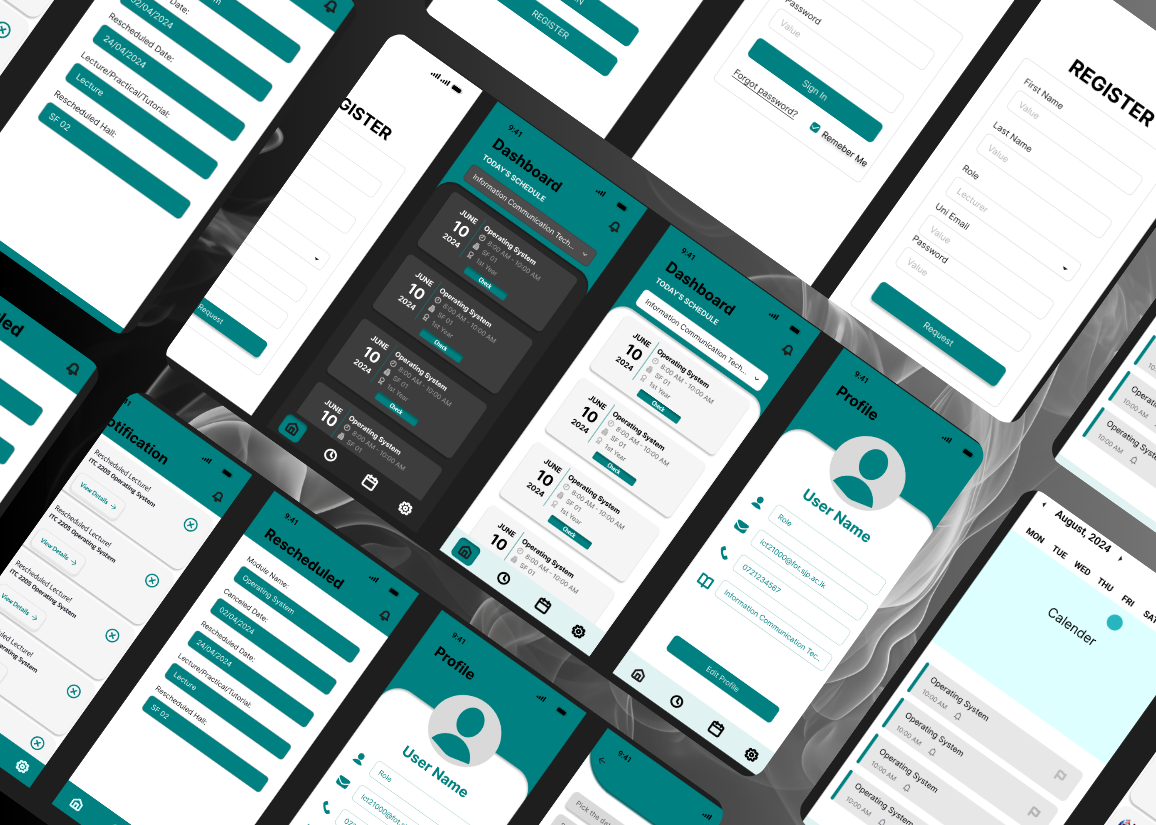 Date:
02/04/2024
Rescheduled Date:
24/04/2024
Lecture/Practical/Tutorial:
Lecture
Rescheduled Hall:
SF 02
REGISTER
Password
Value
Sign In
Forgot password?
Remeber Me
REGISTER
First Name
Value
Last Name
Value
Role
Lecturer
Uni Email
Value
Password
Value
Request
GISTER
Request
9:41
Dashboard
TODAY'S SCHEDULE
Information Communication Tech...
JUNE
10
2024
Operating System
8:00 AM - 10:00 AM
SF 01
1st Year
Check
JUNE
10
2024
Operating System
8:00 AM - 10:00 AM
SF 01
1st Year
Check
JUNE
10
2024
Operating System
8:00 AM - 10:00 AM
SF 01
1st Year
Check
JUNE
10
Operating System
8:00 AM - 10:00 AM
SF 01
9:41
Dashboard
TODAY'S SCHEDULE
Information Communication Tech...
JUNE
10
2024
Operating System
8:00 AM - 10:00 AM
SF 01
1st Year
Check
JUNE
10
2024
Operating System
8:00 AM - 10:00 AM
SF 01
1st Year
Check
JUNE
10
2024
Operating System
8:00 AM - 10:00 AM
SF 01
1st Year
Check
JUNE
10
Operating System
8:00 AM - 10:00 AM
SF 01
9:41
Profile
User Name
Role
ict21000@fot.sjp.ac.lk
0721234567
Information Communication Tec..
Edit Profile
otification
Rescheduled Lecture!
ITC 2205 Operating System
View Details →
Rescheduled Lecture!
ITC 2205 Operating System
View Details →
Rescheduled Lecture!
ITC 2205 Operating System
View Details →
9:41
Rescheduled
Module Name:
Operating System
Canceled Date:
02/04/2024
Rescheduled Date:
24/04/2024
Lecture/Practical/Tutorial:
Lecture
Rescheduled Hall:
SF 02
9:41
Profile
User Name
Role
ict21000@fot.sjp.ac.lk
9:41
Pick the
August, 2024
MON TUE WED THU FRI SAT
Calender
Operating System
10:00 AM
Operating System
10:00 AM
Operating System
10:00 AM
Operating System
10:00 AM
10:00 AM
10:00 AM